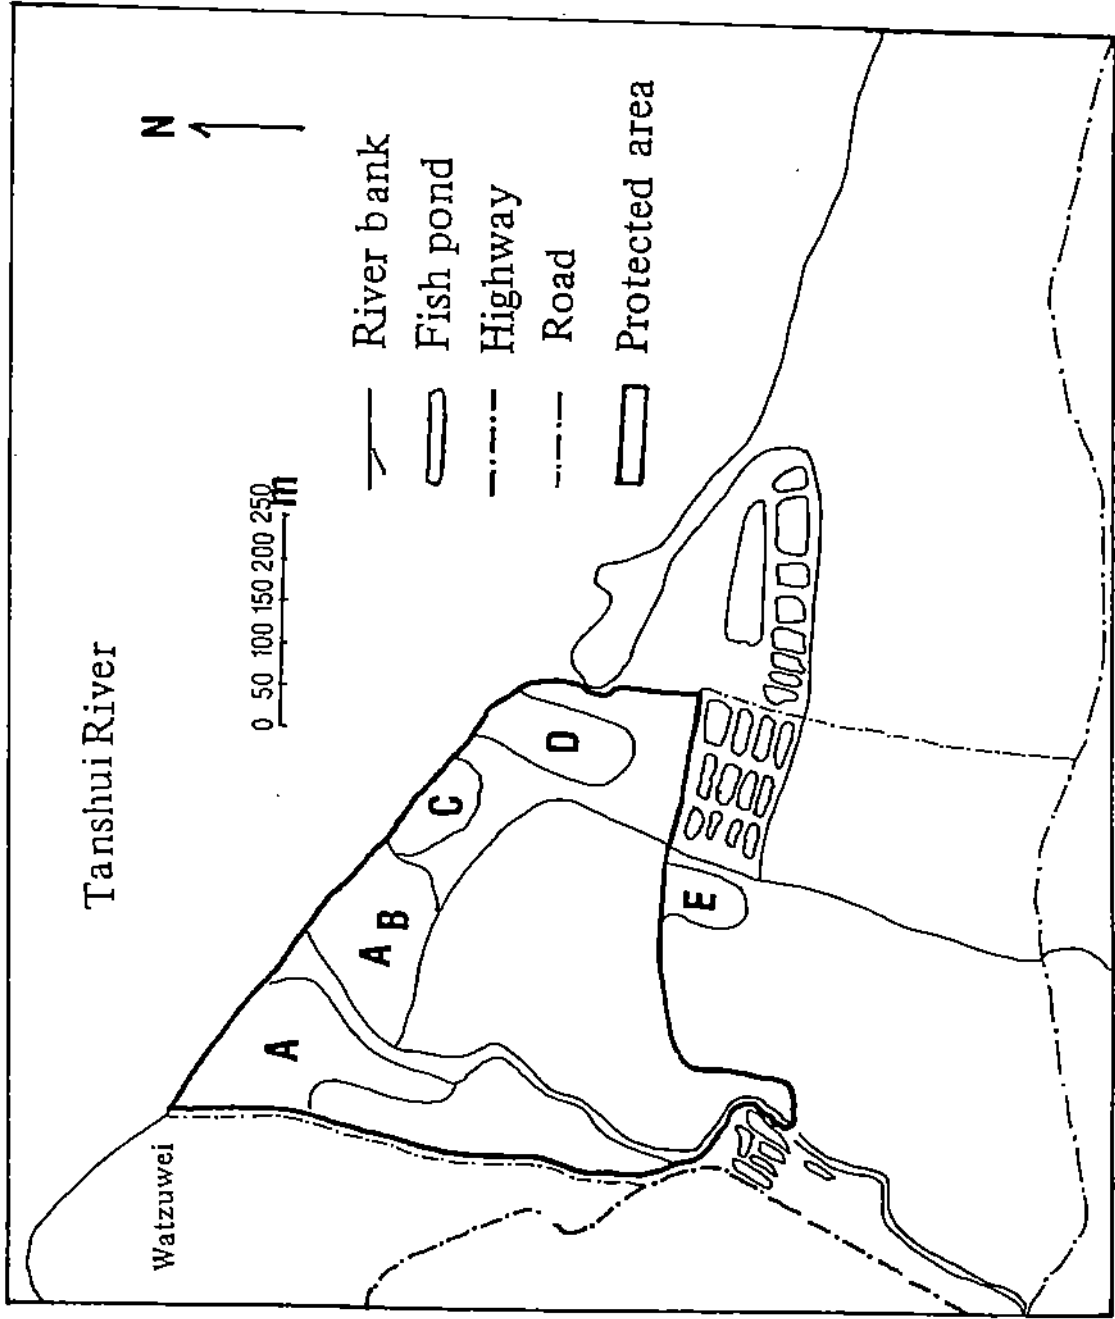 Tanshui River
0 50 100 150 200 250
m
N
River bank
Fish pond
Highway
Road
Protected area
Watzuwei
A
A B
C
D
E